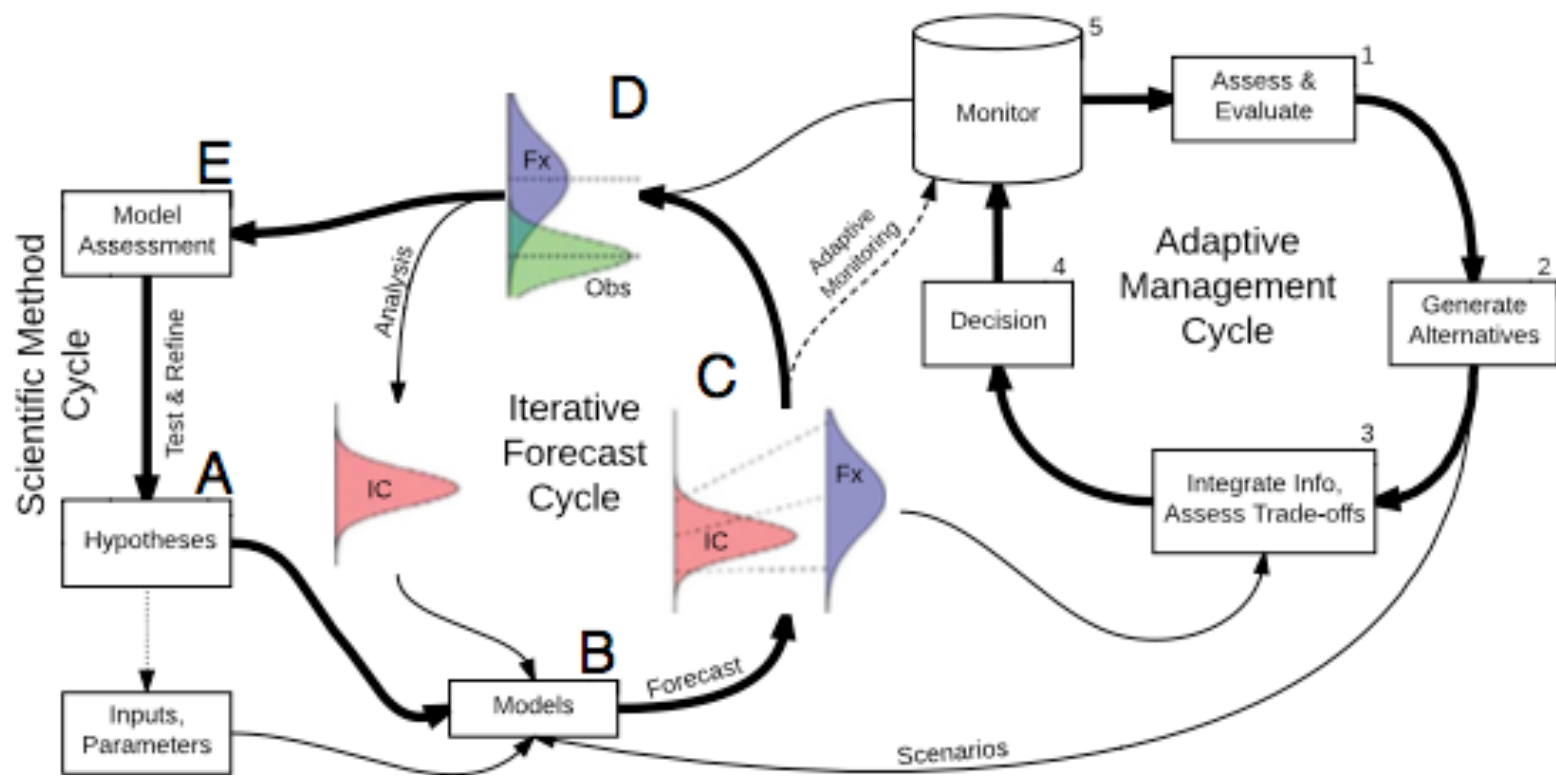 Scientific Method
Cycle
E
Model
Assessment
Test & Refine
A
Hypotheses
Inputs,
Parameters
D
Fx
Obs
Analysis
IC
Iterative
Forecast
Cycle
B
Models
Forecast
C
IC
Fx
Adaptive
Monitoring
5
Monitor
1
Assess &
Evaluate
Adaptive
Management
Cycle
2
Generate
Alternatives
3
Integrate Info,
Assess Trade-offs
4
Decision
Scenarios